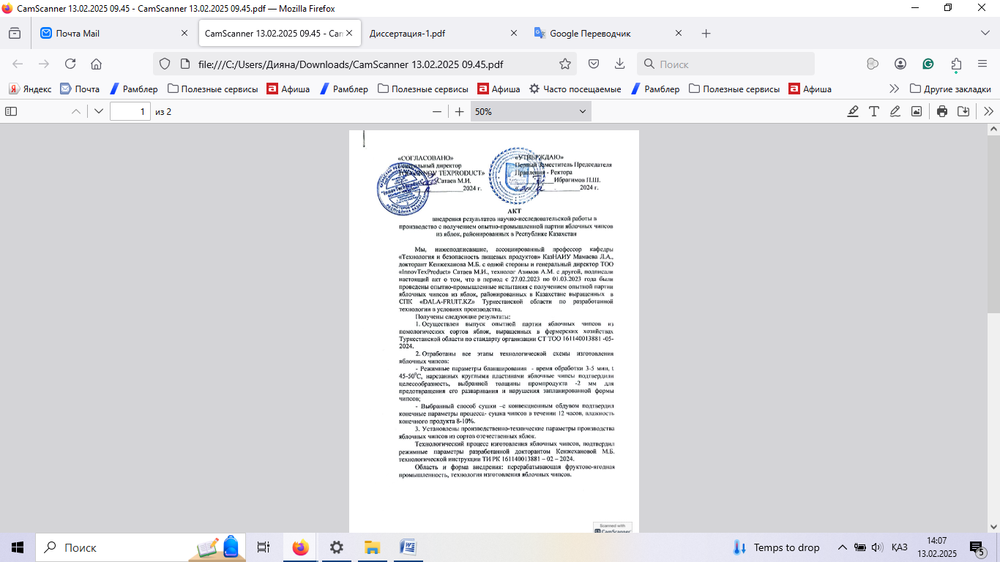 CamScanner 13.02.2025 09.45 - CamScanner 13.02.2025 09.45.pdf — Mozilla Firefox
Почта Mail
CamScanner 13.02.2025 09.45 - Can
Диссертация-1.pdf
Google Переводчик
file:///C:/Users/Дияна/Downloads/CamScanner 13.02.2025 09.45.pdf
Поиск
Яндекс Почта Рамблер Полезные сервисы Афиша Рамблер Полезные сервисы Афиша Часто посещаемые Рамблер Полезные сервисы Афиша Другие закладки
1 из 2
50%
«СОГЛАСОВАНО»
Генеральный директор
TEXPRODUCT»
Сатаев М.И.
2024 г.
«УТВЕРЖДАЮ»
Первый Заместитель Председателя
Правления - Ректора
Ибрагимов П.Ш.
2024 г.
"InnovTechProduct"
РЕСПУБЛИКА КАЗАХСТАН
АКТ
внедрения результатов научно-исследовательской работы в
производство с получением опытно-промышленной партии яблочных чипсов
из яблок, районированных в Республике Казахстан
Мы, нижеподписавшие, ассоциированный профессор кафедры
«Технология и безопасность пищевых продуктов» КазНАИУ Мамаева Л.А.,
докторант Кенжеханова М.Б. с одной стороны и генеральный директор ТОО
«InnovTexProduct» Сатаев М.И., технолог Азимов А.М. с другой, подписали
настоящий акт о том, что в период с 27.02.2023 по 01.03.2023 года были
проведены опытно-промышленные испытания с получением опытной партии
яблочных чипсов из яблок, районированных в Казахстане выращенных в
СПК «DALA-FRUIT.KZ» Туркестанской области по разработанной
технологии в условиях производства.
Получены следующие результаты:
1. Осуществлен выпуск опытной партии яблочных чипсов из
помологических сортов яблок, выращенных в фермерских хозяйствах
Туркестанской области по стандарту организации СТ ТОО 161140013881 -05-
2024.
2. Отработаны все этапы технологической схемы изготовления
яблочных чипсов:
- Режимные параметры бланширования - время обработки 3-5 мин, t
45-50⁰С, нарезанных круглыми пластинами яблочные чипсы подтвердили
целесообразность, выбранной толщины промпродукта -2 мм для
предотвращения его разваривания и нарушения запланированной формы
чипсов;
- Выбранный способ сушки –с конвекционным обдувом подтвердил
конечные параметры процесса- сушка чипсов в течении 12 часов, влажность
конечного продукта 8-10%.
3. Установлены производственно-технические параметры производства
яблочных чипсов из сортов отечественных яблок.
Технологический процесс изготовления яблочных чипсов, подтвердил
режимные параметры разработанной докторантом Кенжехановой М.Б.
технологической инструкции ТИ РК 161140013881 – 02 – 2024.
Область и форма внедрения: перерабатывающая фруктово-ягодная
промышленность, технология изготовления яблочных чипсов.
Scanned with
CamScanner
Поиск
Temps to drop
ҚАЗ
14:07
13.02.2025
5